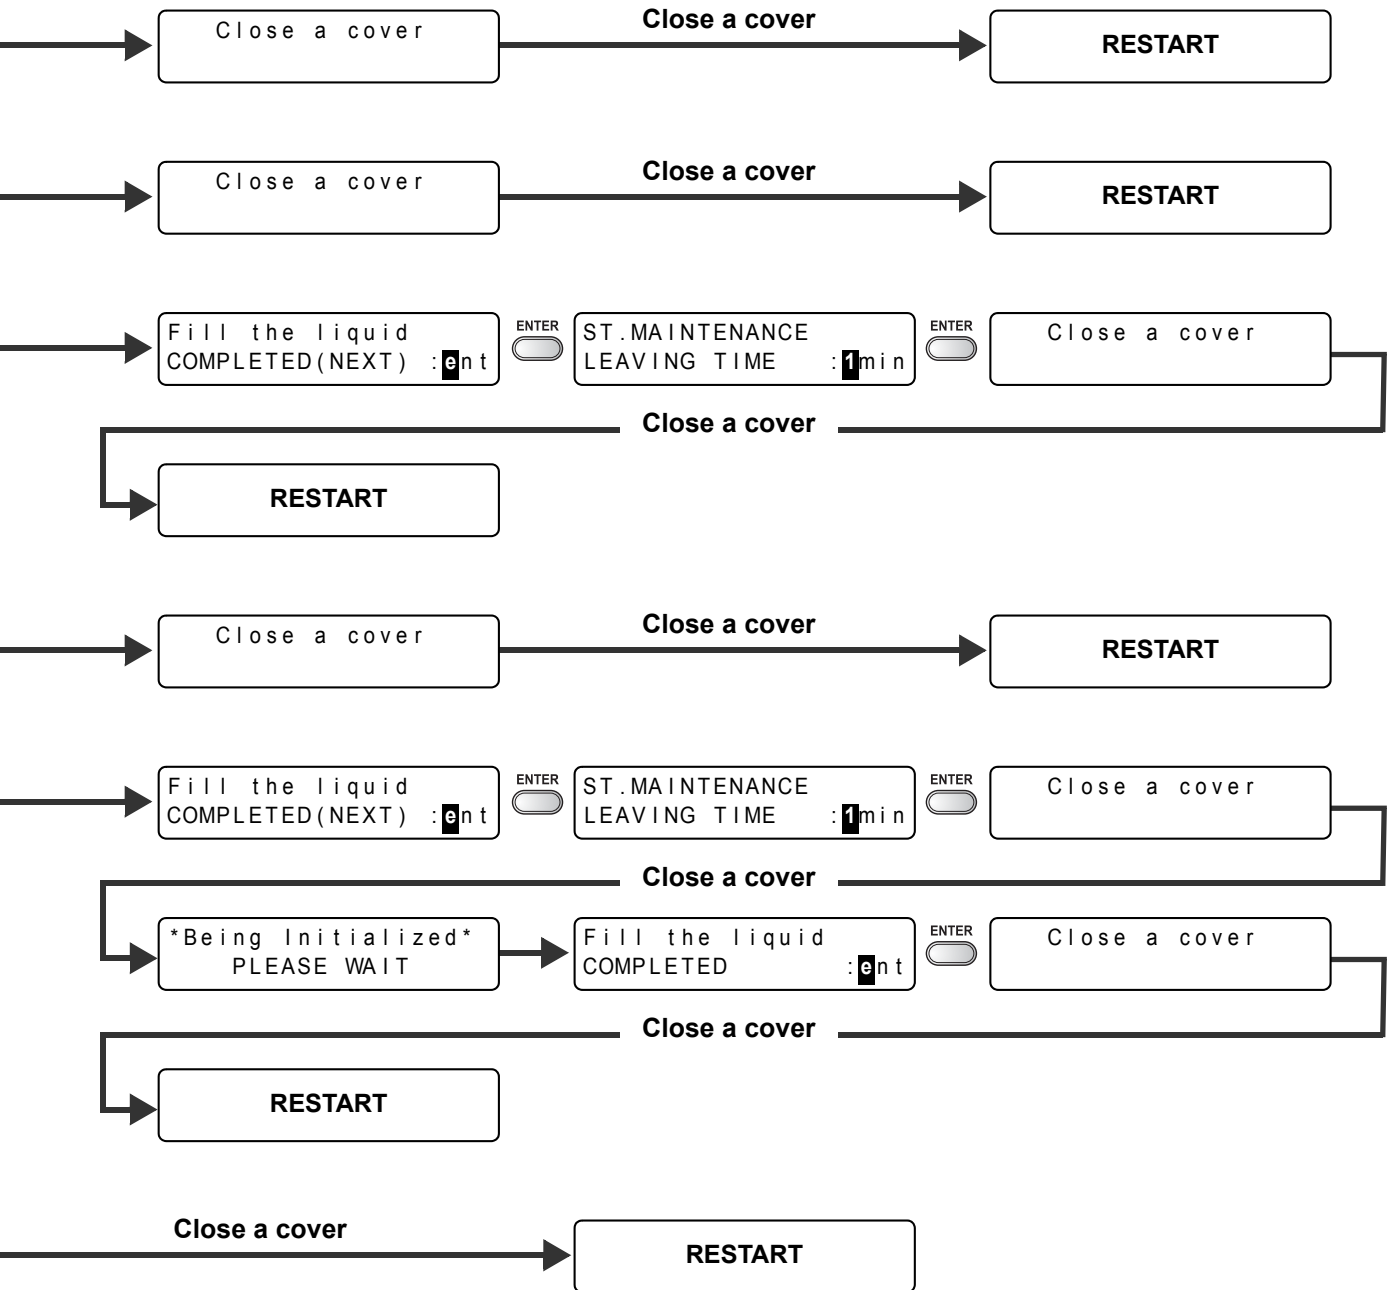 Close a cover
Close a cover
RESTART
Close a cover
Close a cover
RESTART
Fill the liquid
COMPLETED(NEXT) :ent
ENTER
ST.MAINTENANCE
LEAVING TIME :1min
ENTER
Close a cover
Close a cover
RESTART
Close a cover
Close a cover
RESTART
Fill the liquid
COMPLETED(NEXT) :ent
ENTER
ST.MAINTENANCE
LEAVING TIME :1min
ENTER
Close a cover
Close a cover
*Being Initialized*
PLEASE WAIT
Fill the liquid
COMPLETED :ent
ENTER
Close a cover
Close a cover
RESTART
Close a cover
RESTART